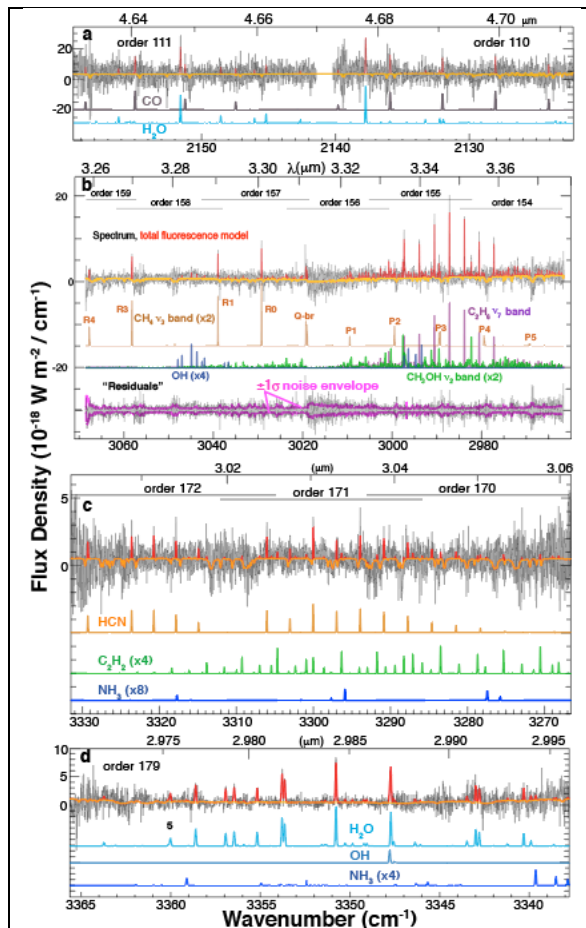 4.64 4.66 4.68 4.70 μm
a
order 111 order 110
20
0
-20
CO
H2O
2150 2140 2130
3.26 3.28 3.30 λ(μm) 3.32 3.34 3.36
b
order 159 order 157 order 155
order 158 order 156 order 154
20
Spectrum, total fluorescence model
0
R4 R3 CH4 ν3 band (x2) R1 R0 Q-br P1 P2 P3 P4 P5
C2H6 ν7 band
-20
OH (x4)
CH3OH ν3 band (x2)
"Residuals"
±1σ noise envelope
3060 3040 3020 3000 2980
Flux Density (10-18 W m-2 / cm-1)
3.02 (μm) 3.04 3.06
c
order 172 order 171 order 170
5
0
HCN
C2H2 (x4)
NH3 (x8)
3330 3320 3310 3300 3290 3280 3270
2.975 2.980 (μm) 2.985 2.990 2.995
d
order 179
10
5
0
5
H2O
OH
NH3 (x4)
3365 3360 3355 3350 3345 3340
Wavenumber (cm-1)